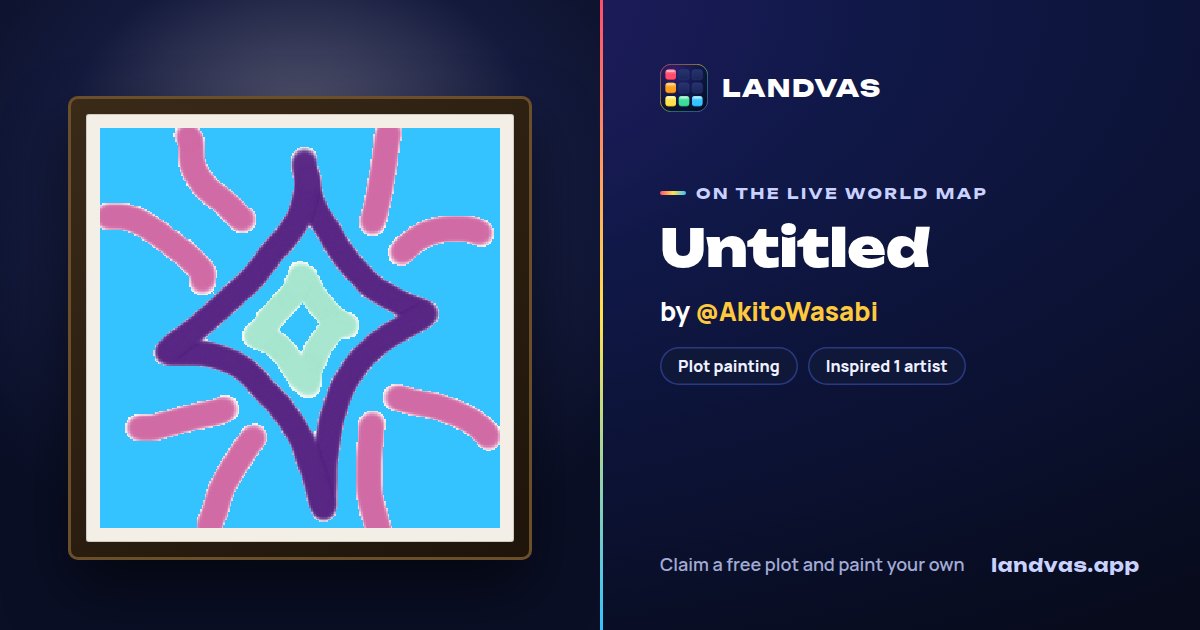 LANDVAS
ON THE LIVE WORLD MAP
Untitled
by @AkitoWasabi
Plot painting
Inspired 1 artist
Claim a free plot and paint your own
landvas.app